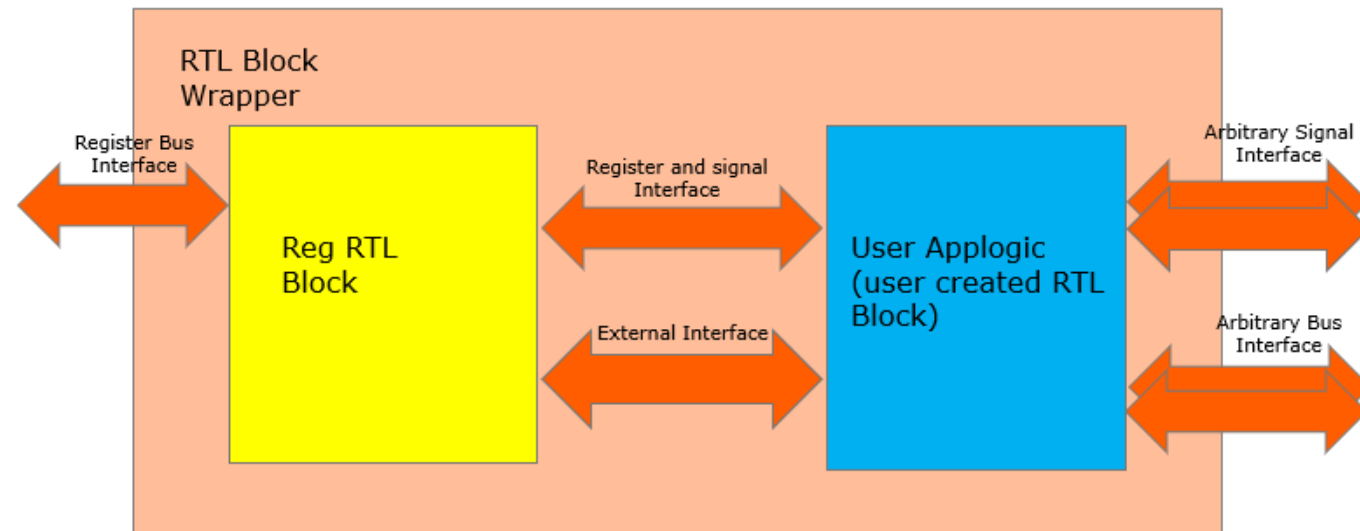 RTL Block
Wrapper
Register Bus
Interface
Reg RTL
Block
Register and signal
Interface
External Interface
User Applogic
(user created RTL
Block)
Arbitrary Signal
Interface
Arbitrary Bus
Interface